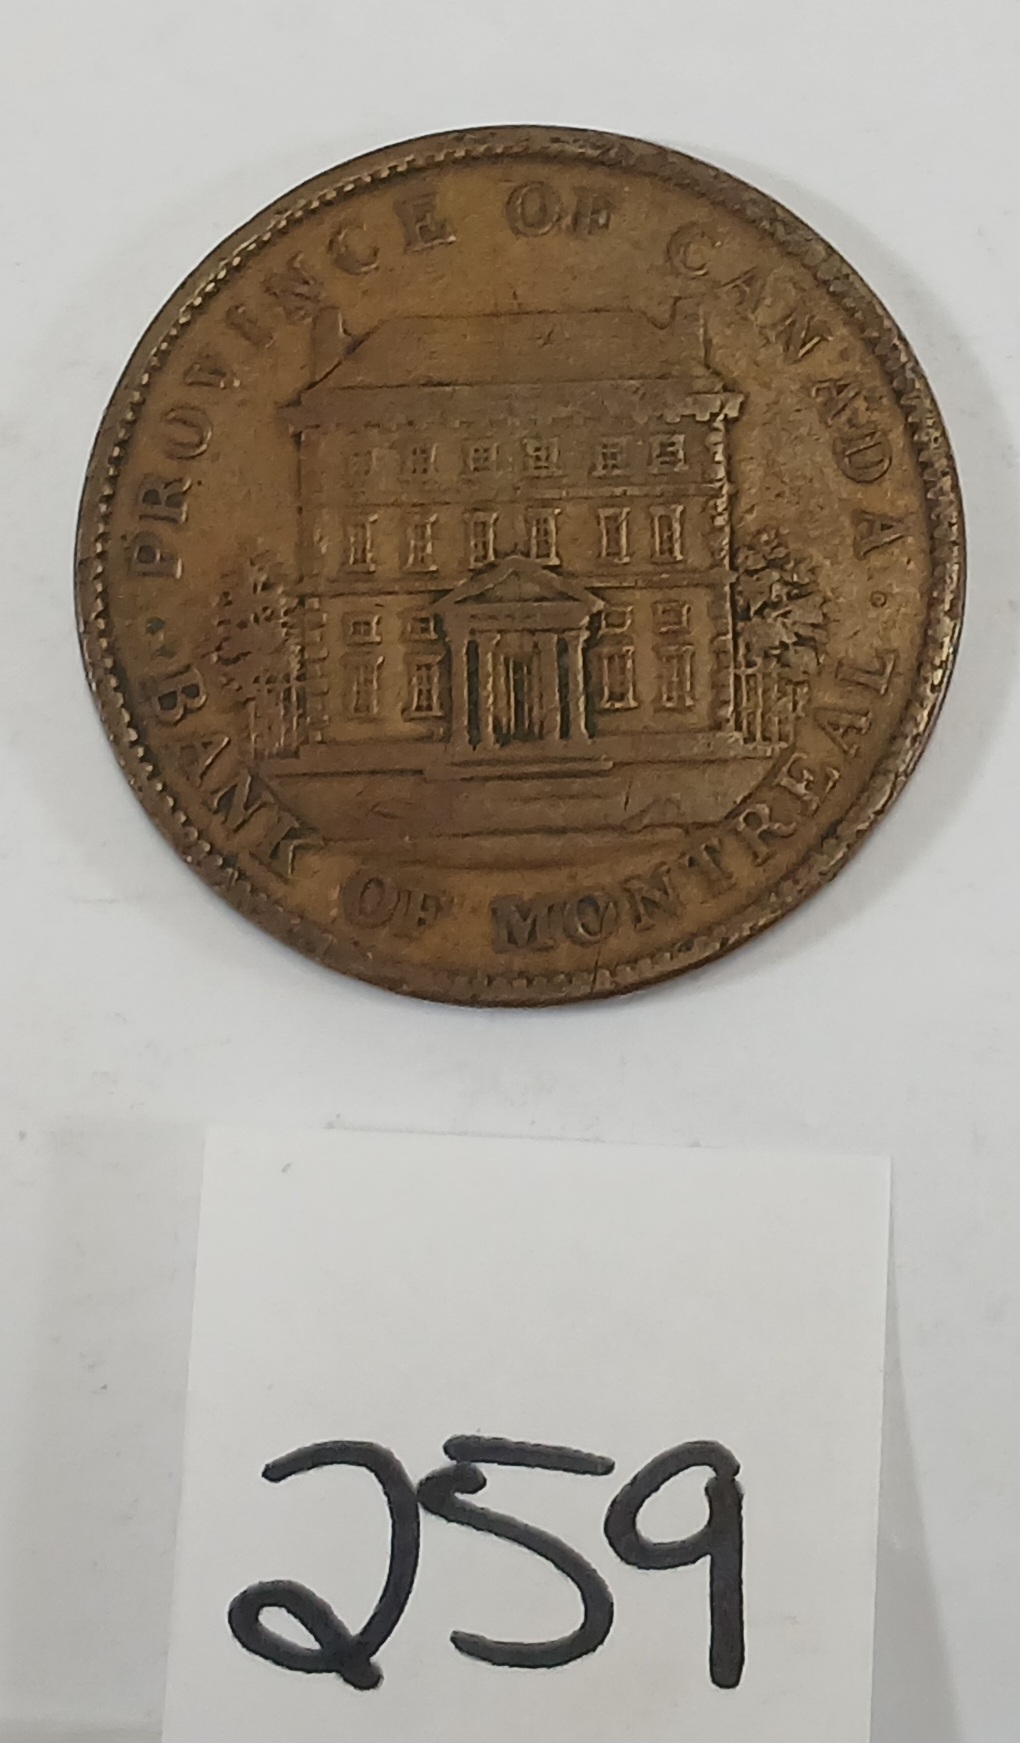 PROVINCE OF CANADA.
BANK OF MONTREAL
259